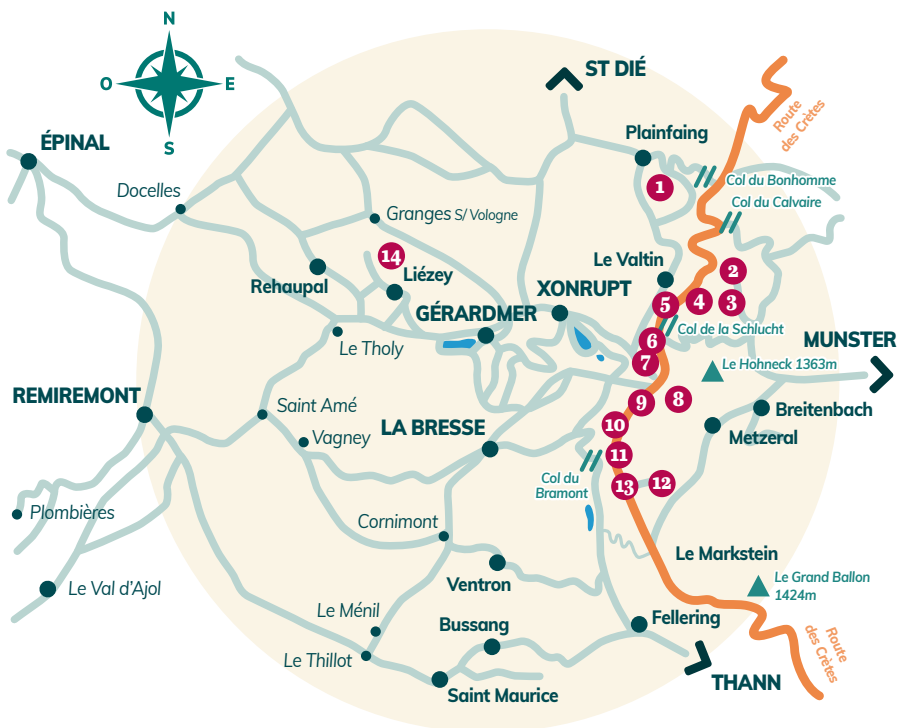 N
O
E
S
ÉPINAL
Docelles
ST DIÉ
Plainfaing
Route
des Crètes
1
Col du Bonhomme
Col du Calvaire
Granges S/ Vologne
14
Liézey
Rehaupal
Le Valtin
2
XONRUPT
5
4
3
GÉRARDMER
Col de la Schlucht
MUNSTER
6
Le Tholy
7
Le Hohneck 1363m
REMIREMONT
Saint Amé
9
8
Breitenbach
Vagney
LA BRESSE
10
Metzeral
11
Col du
Bramont
13
12
Plombières
Cornimont
Le Markstein
Ventron
Le Val d'Ajol
Le Grand Ballon
1424m
Le Ménil
Bussang
Fellering
Route
des Crètes
Le Thillot
THANN
Saint Maurice